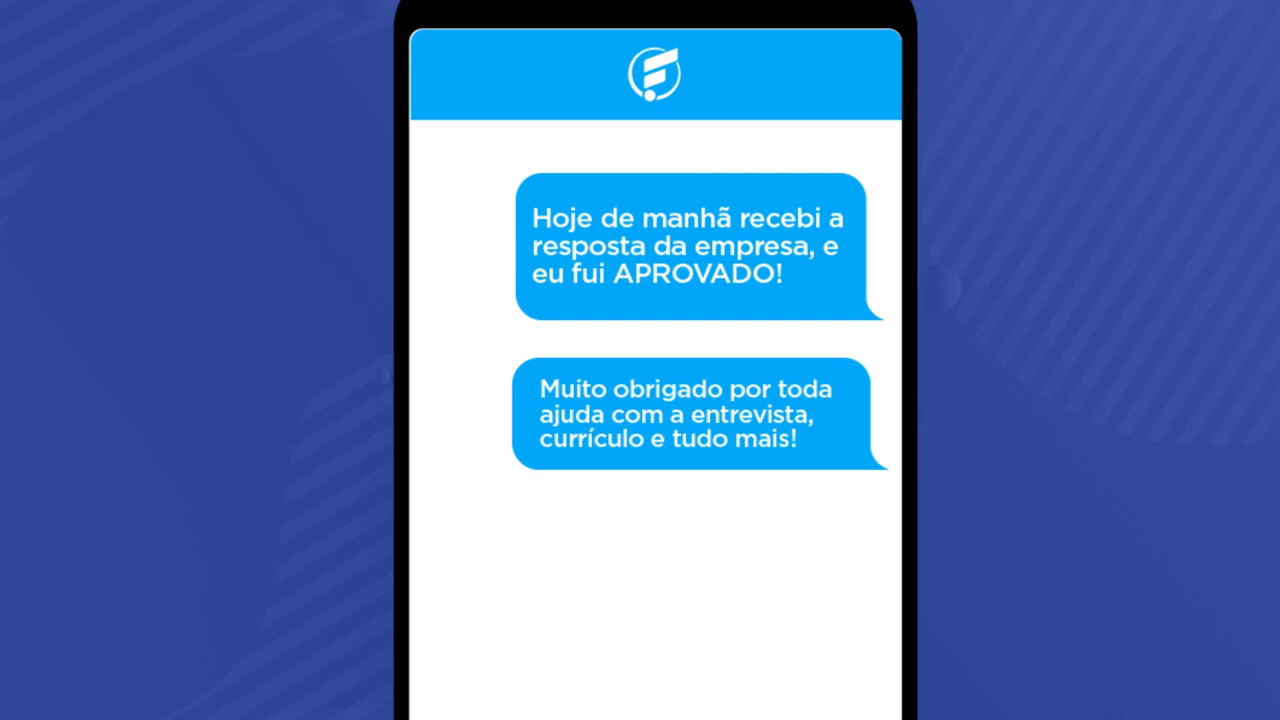 Hoje de manhã recebi a
resposta da empresa, e
eu fui APROVADO!
Muito obrigado por toda
ajuda com a entrevista,
currículo e tudo mais!